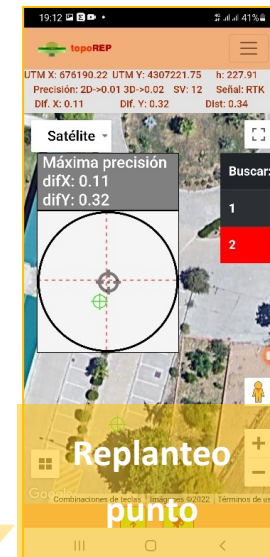 19:12 41%
topoREP
UTM X: 676190.22 UTM Y: 4307221.75 h: 227.91
Precisión: 2D->0.01 3D->0.02 SV: 12 Señal: RTK
Dif. X: 0.11 Dif. Y: 0.32 Dist: 0.34
Satélite
Máxima precisión
difX: 0.11
difY: 0.32
Buscar:
1
2
Replanteo
Google
Combinaciones de teclas Imágenes ©2022 Términos de us
punto